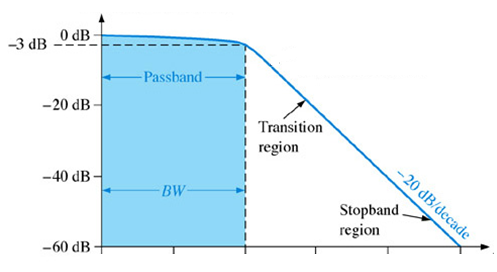 0 dB
−3 dB
Passband
−20 dB
Transition
region
−40 dB
−20 dB/decade
BW
Stopband
region
−60 dB